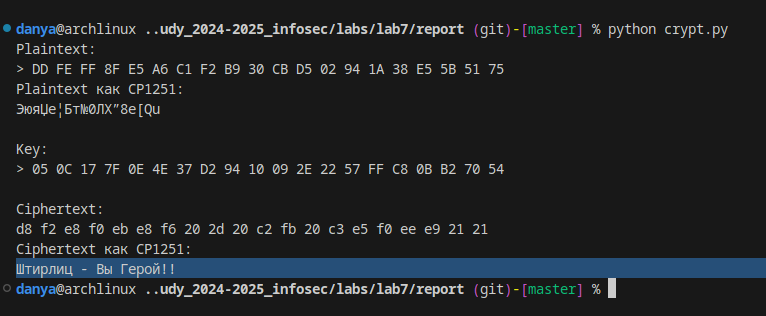 danya@archlinux ..udy_2024-2025_infosec/labs/lab7/report (git)-[master] % python crypt.py
Plaintext:
> DD FE FF 8F E5 A6 C1 F2 B9 30 CB D5 02 94 1A 38 E5 5B 51 75
Plaintext как CP1251:
ЭюяЏе¦Бт№0ЛХ”8е[Qu
Key:
> 05 0C 17 7F 0E 4E 37 D2 94 10 09 2E 22 57 FF C8 0B B2 70 54
Ciphertext:
d8 f2 e8 f0 eb e8 f6 20 2d 20 c2 fb 20 c3 e5 f0 ee e9 21 21
Ciphertext как CP1251:
Штирлиц - Вы Герой!!
danya@archlinux ..udy_2024-2025_infosec/labs/lab7/report (git)-[master] %